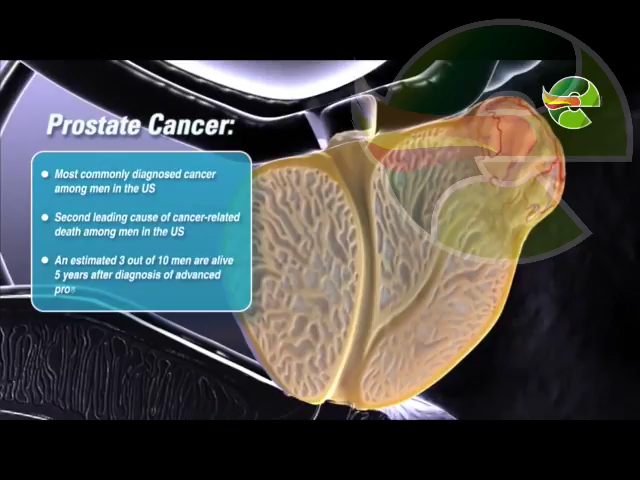 Prostate Cancer:
Most commonly diagnosed cancer
among men in the US
Second leading cause of cancer-related
death among men in the US
An estimated 3 out of 10 men are alive
5 years after diagnosis of advanced
pros